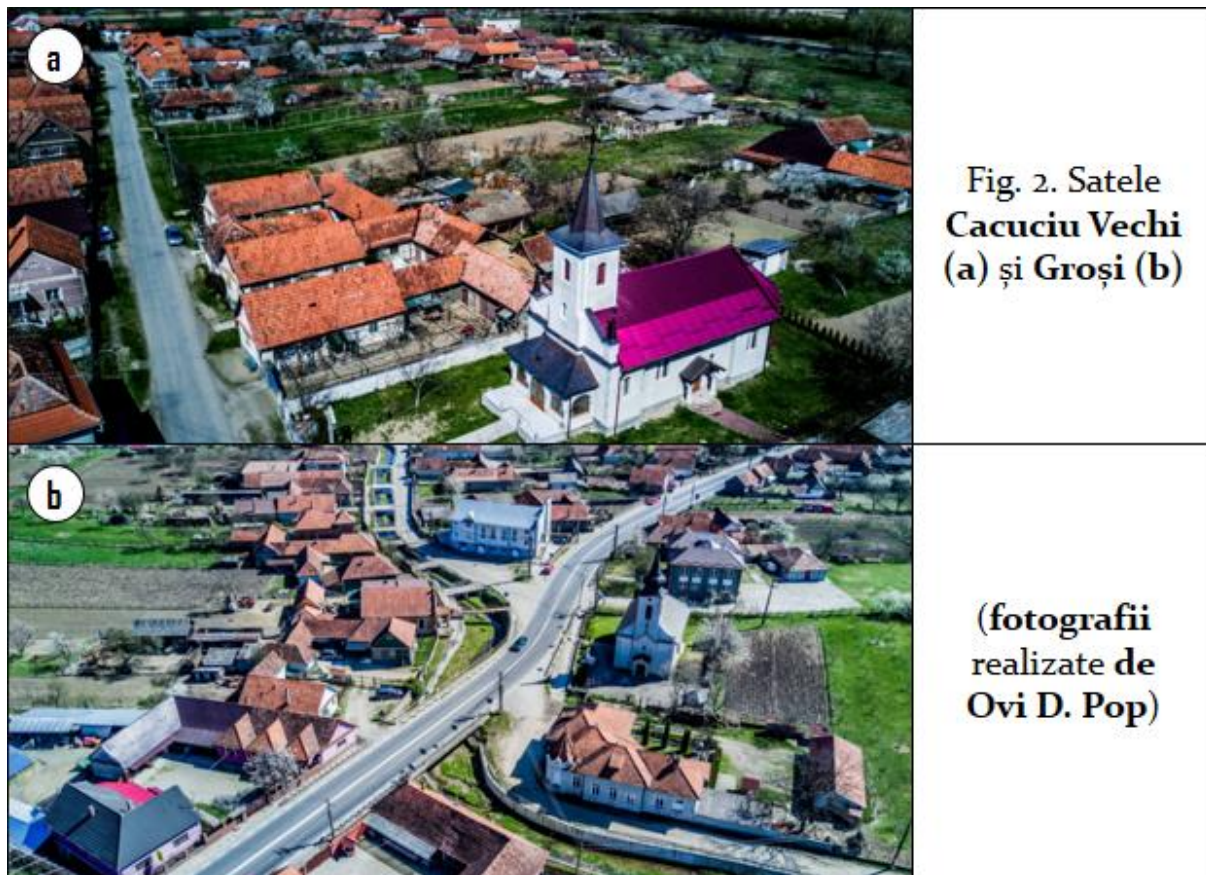 a
Fig. 2. Satele
Cacuciu Vechi
(a) și Groși (b)
b
(fotografii
realizate de
Ovi D. Pop)